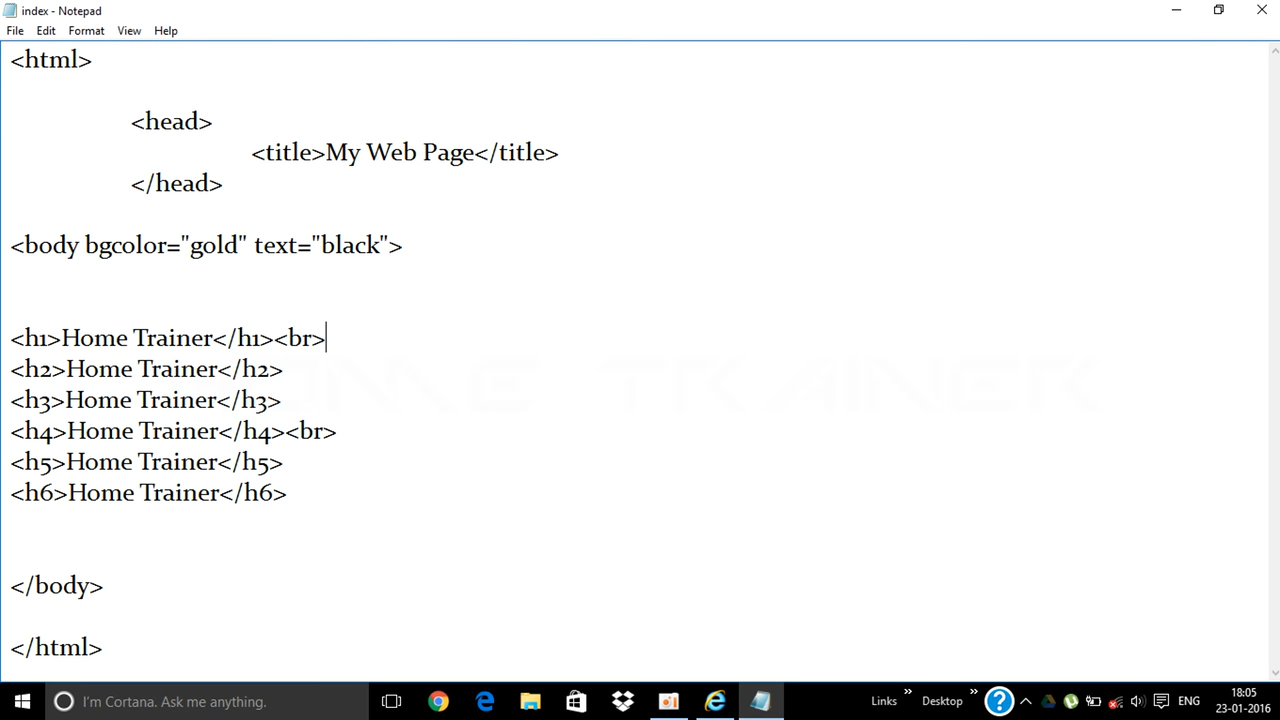 index - Notepad
File Edit Format View Help
<html>
<head>
<title>My Web Page</title>
</head>
<body bgcolor="gold" text="black">
<h1>Home Trainer</h1><br>
<h2>Home Trainer</h2>
<h3>Home Trainer</h3>
<h4>Home Trainer</h4><br>
<h5>Home Trainer</h5>
<h6>Home Trainer</h6>
</body>
</html>
HOME TRAINER
I'm Cortana. Ask me anything.
Links » Desktop » ? ENG
18:05
23-01-2016